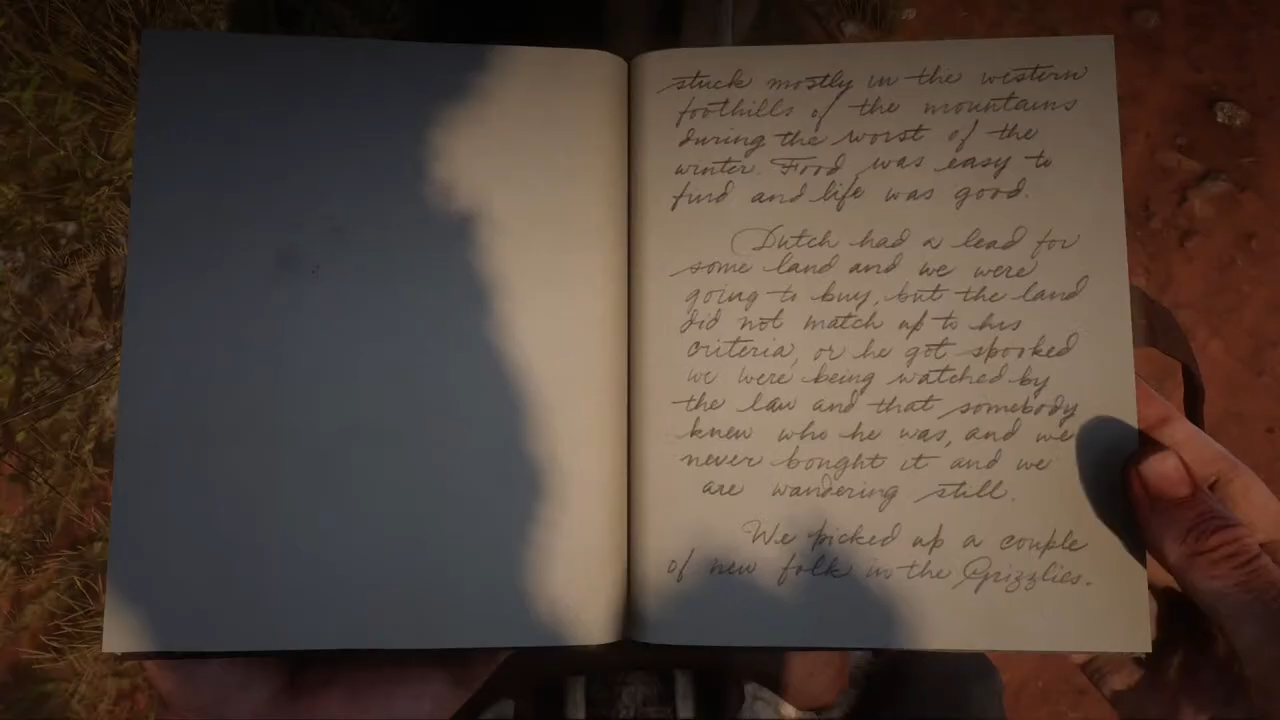 stuck mostly in the western
foothills of the mountains
during the worst of the
winter. Food was easy to
find and life was good.
Dutch had a lead for
some land and we were
going to buy, but the land
did not match up to his
criteria, or he got spooked
we were being watched by
the law and that somebody
knew who he was, and we
never bought it and we
are wandering still.
We picked up a couple
of new folk in the Grizzlies.